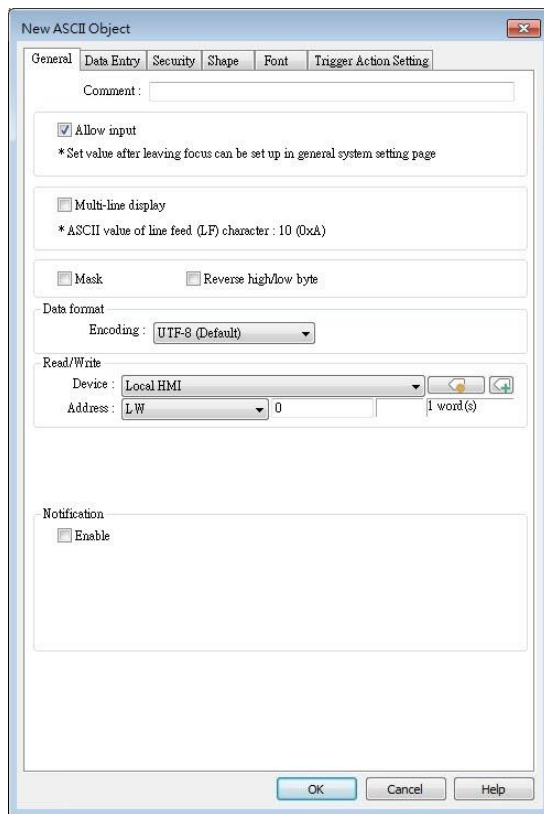 New ASCII Object
General Data Entry Security Shape Font Trigger Action Setting
Comment :
Allow input
*Set value after leaving focus can be set up in general system setting page
Multi-line display
*ASCII value of line feed (LF) character : 10 (0xA)
Mask Reverse high/low byte
Data format
Encoding : UTF-8 (Default)
Read/Write
Device : Local HMI
Address : LW 0 1 word(s)
Notification
Enable
OK Cancel Help